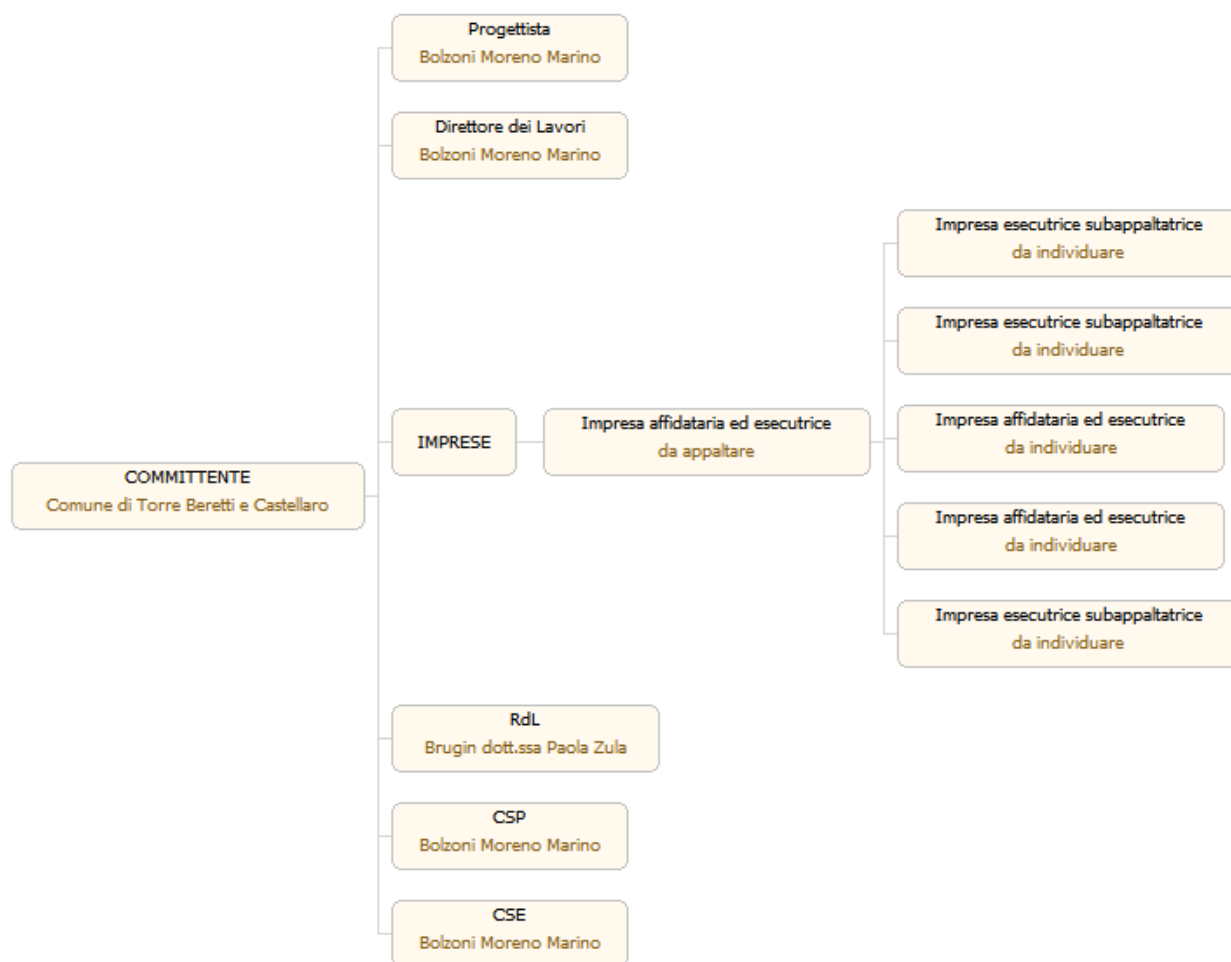 Progettista
Bolzoni Moreno Marino
Direttore dei Lavori
Bolzoni Moreno Marino
Impresa esecutrice subappaltatrice
da individuare
Impresa esecutrice subappaltatrice
da individuare
IMPRESE
Impresa affidataria ed esecutrice
da appaltare
Impresa affidataria ed esecutrice
da individuare
COMMITTENTE
Comune di Torre Beretti e Castellaro
Impresa affidataria ed esecutrice
da individuare
Impresa esecutrice subappaltatrice
da individuare
RdL
Brugin dott.ssa Paola Zula
CSP
Bolzoni Moreno Marino
CSE
Bolzoni Moreno Marino